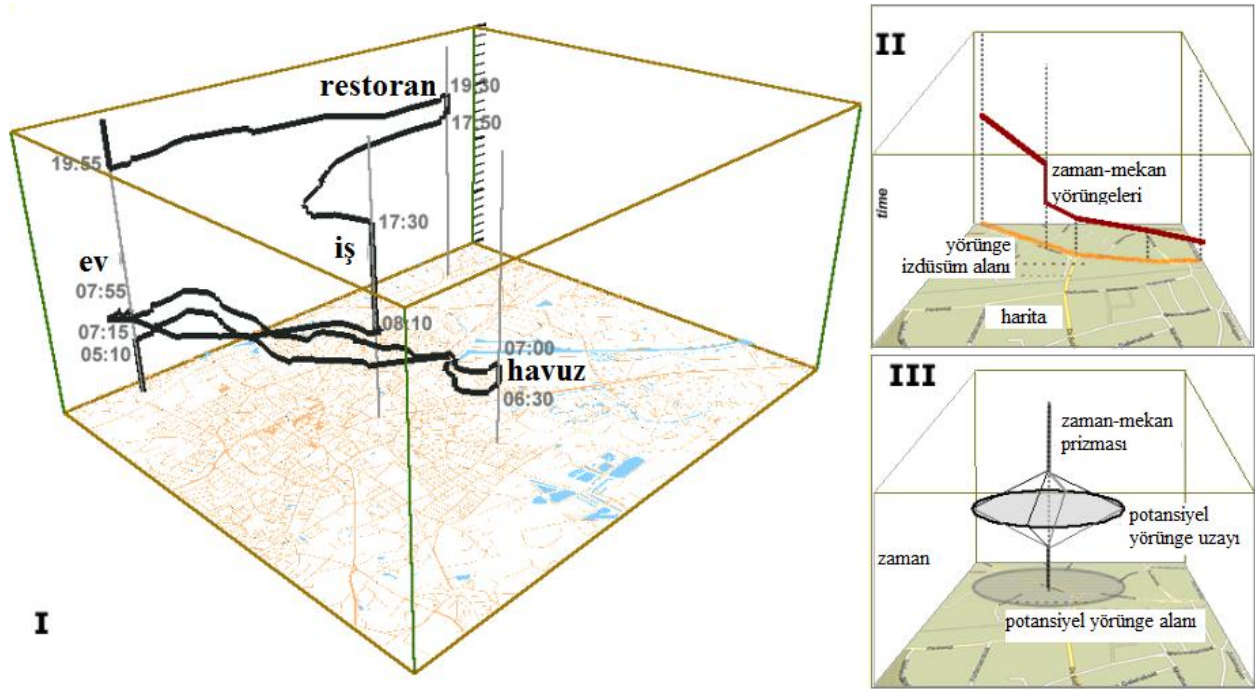 restoran
19:30
17:50
19:55
17:30
ev
iş
07:55
07:15
05:10
08:10
07:00
havuz
06:30
I
II
zaman-mekan
yörüngeleri
time
yörünge
izdüsüm alanı
harita
III
zaman-mekan
prizması
potansiyel
yörünge uzayı
zaman
potansiyel yörünge alanı